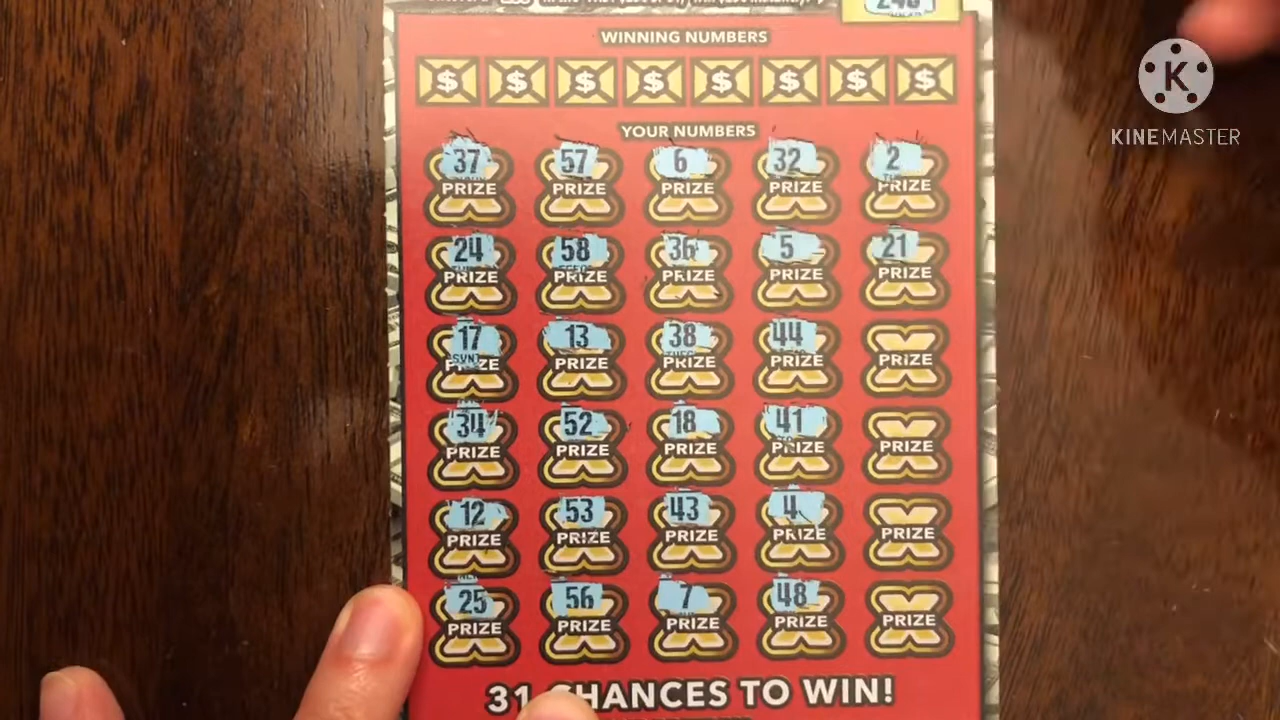 WINNING NUMBERS
$ $ $ $ $ $ $ $
YOUR NUMBERS
37 57 6 32 2
PRIZE PRIZE PRIZE PRIZE PRIZE
24 58 36 5 21
PRIZE PRIZE PRIZE PRIZE PRIZE
17 13 38 44
PRIZE PRIZE PRIZE PRIZE PRIZE
34 52 18 41
PRIZE PRIZE PRIZE PRIZE PRIZE
12 53 43 4
PRIZE PRIZE PRIZE PRIZE PRIZE
25 56 7 48
PRIZE PRIZE PRIZE PRIZE PRIZE
31 CHANCES TO WIN!
K
KINEMASTER